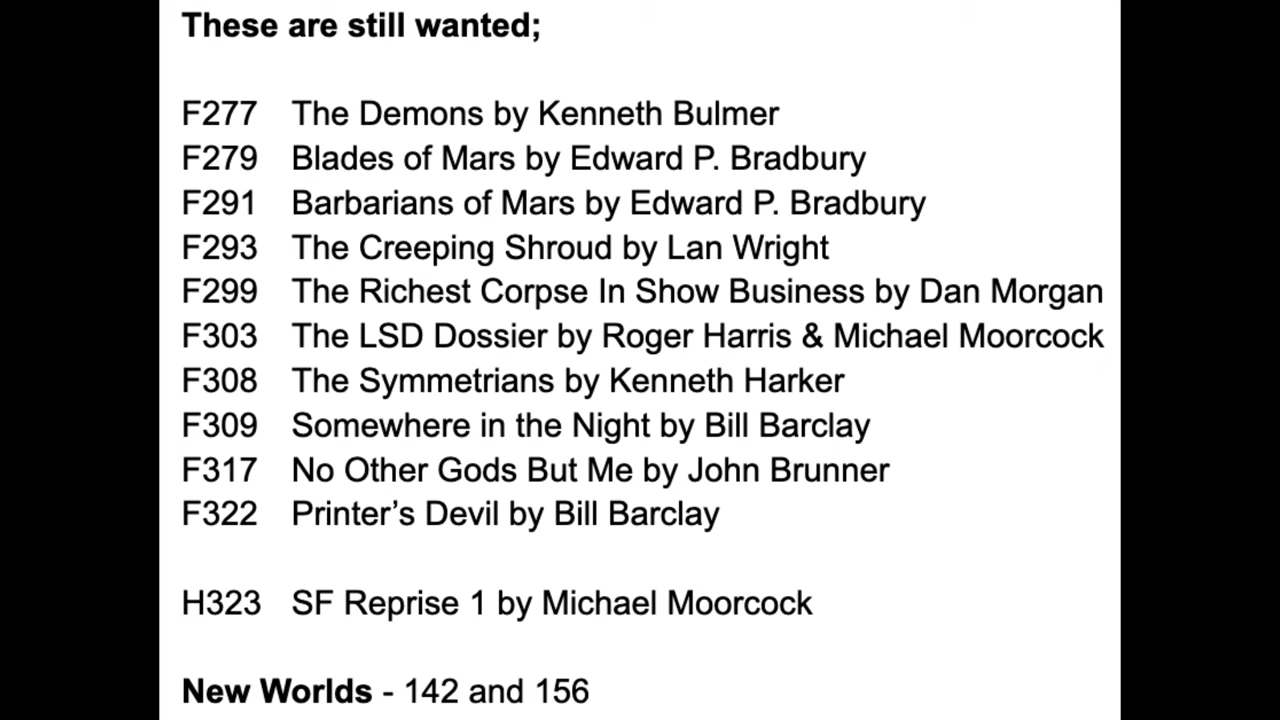 These are still wanted;
F277 The Demons by Kenneth Bulmer
F279 Blades of Mars by Edward P. Bradbury
F291 Barbarians of Mars by Edward P. Bradbury
F293 The Creeping Shroud by Lan Wright
F299 The Richest Corpse In Show Business by Dan Morgan
F303 The LSD Dossier by Roger Harris & Michael Moorcock
F308 The Symmetrians by Kenneth Harker
F309 Somewhere in the Night by Bill Barclay
F317 No Other Gods But Me by John Brunner
F322 Printer’s Devil by Bill Barclay
H323 SF Reprise 1 by Michael Moorcock
New Worlds - 142 and 156